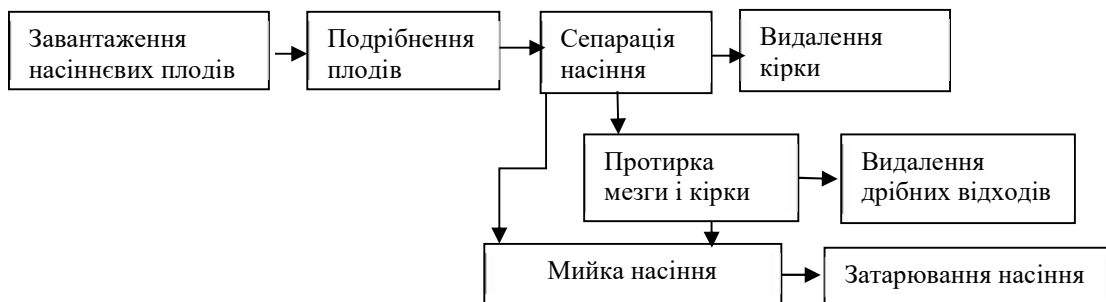 Завантаження
насіннєвих плодів
Подрібнення
плодів
Сепарація
насіння
Видалення
кірки
Протирка
мезги і кірки
Видалення
дрібних відходів
Мийка насіння
Затарювання насіння